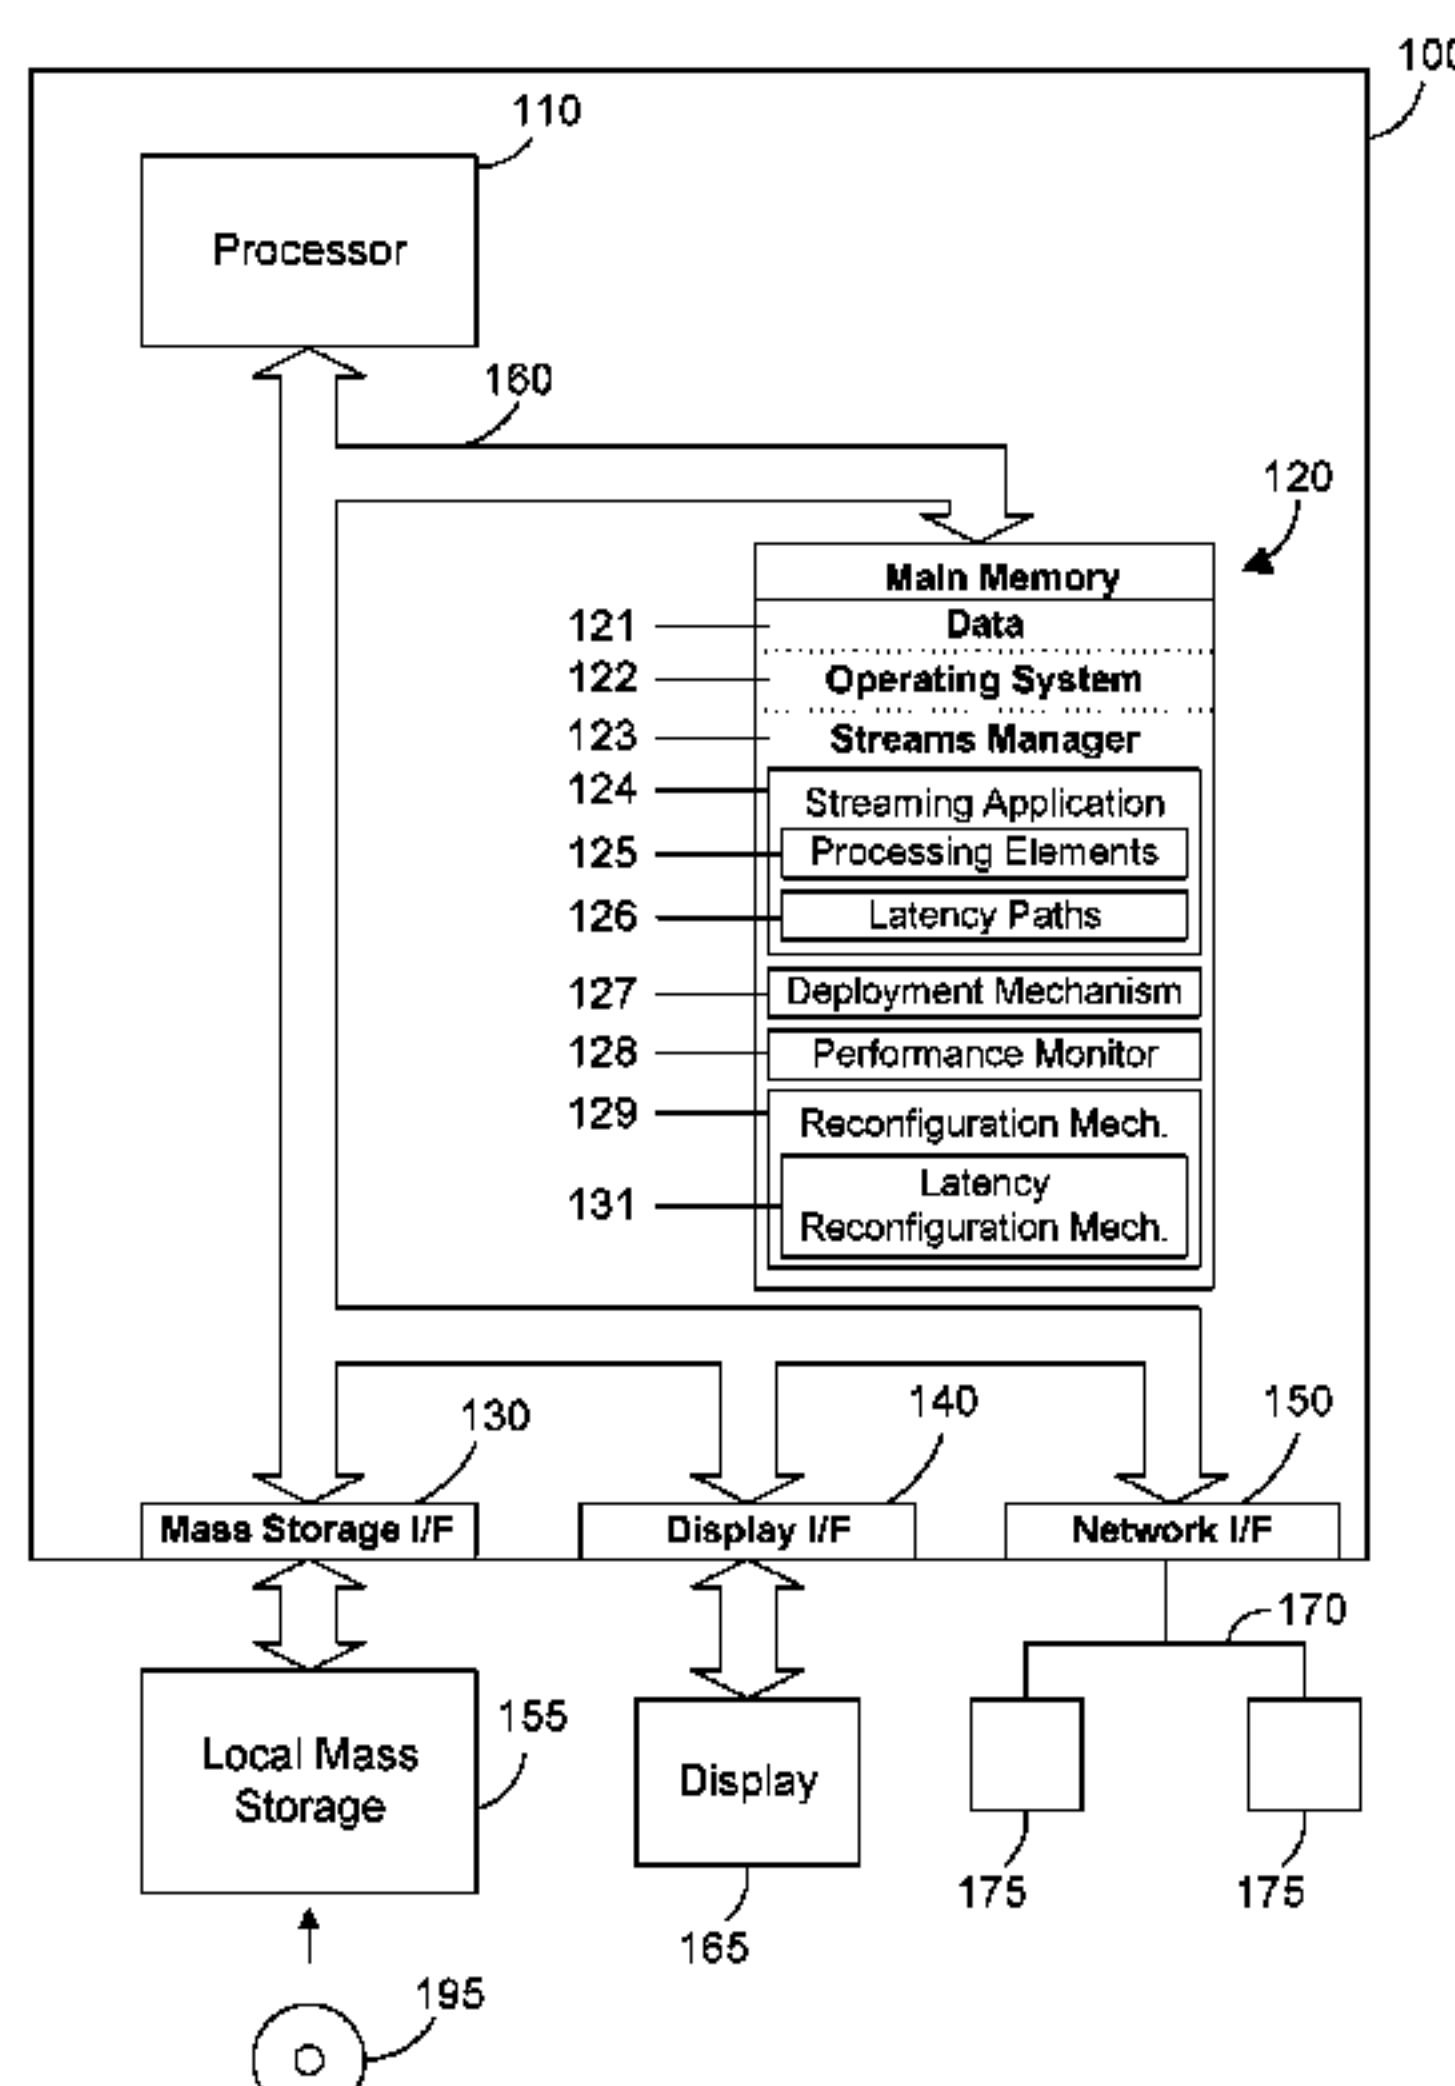 100
110
Processor
160
120
Main Memory
121 Data
122 Operating System
123 Streams Manager
124 Streaming Application
125 Processing Elements
126 Latency Paths
127 Deployment Mechanism
128 Performance Monitor
129 Reconfiguration Mech.
131 Latency
Reconfiguration Mech.
130 140 150
Mass Storage I/F Display I/F Network I/F
170
155
Local Mass
Storage
Display
175 175
165
195